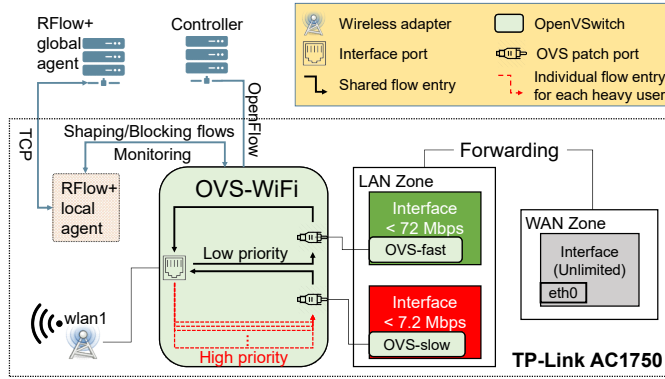 RFlow+
global
agent
Controller
Wireless adapter
OpenVSwitch
Interface port
OVS patch port
Shared flow entry
Individual flow entry
for each heavy user
TCP
OpenFlow
Shaping/Blocking flows
Monitoring
RFlow+
local
agent
OVS-WiFi
Low priority
High priority
wlan1
LAN Zone
Interface
< 72 Mbps
OVS-fast
Interface
< 7.2 Mbps
OVS-slow
Forwarding
WAN Zone
Interface
(Unlimited)
eth0
TP-Link AC1750